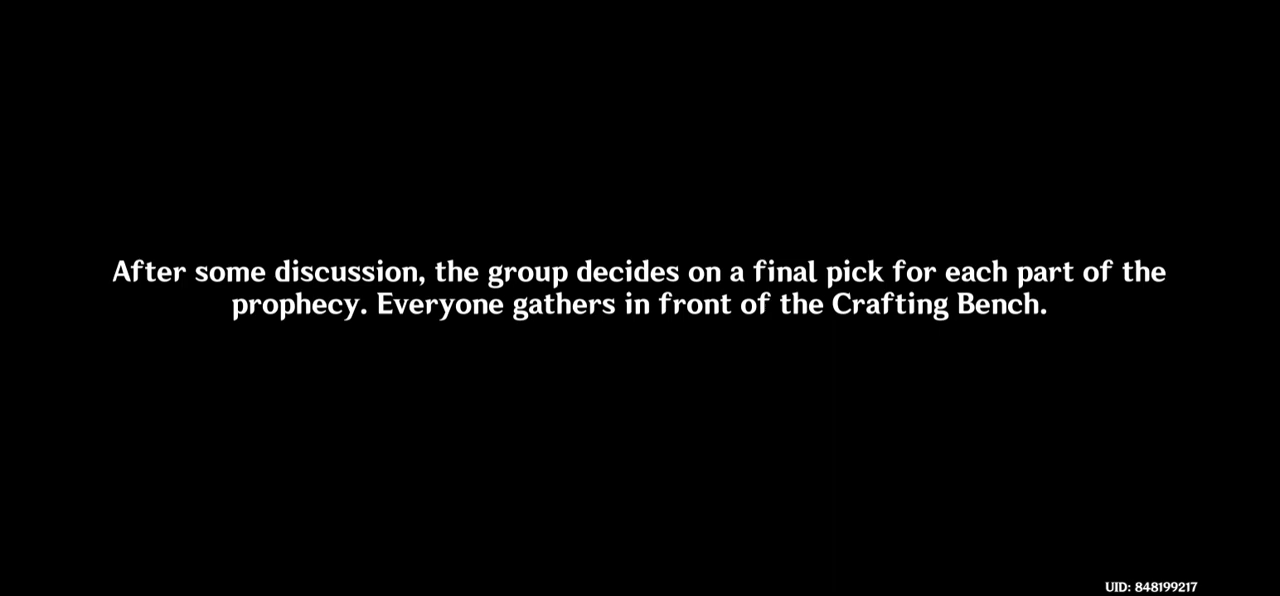 After some discussion, the group decides on a final pick for each part of the
prophecy. Everyone gathers in front of the Crafting Bench.
UID: 848199217